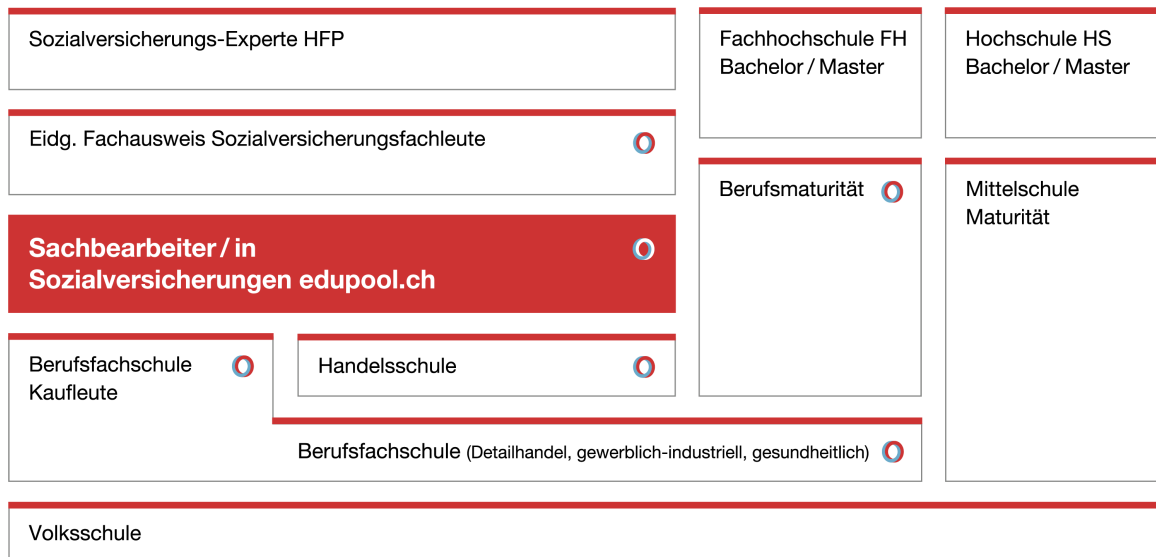 Sozialversicherungs-Experte HFP
Fachhochschule FH
Bachelor / Master
Hochschule HS
Bachelor / Master
Eidg. Fachausweis Sozialversicherungsfachleute
Berufsmaturität
Mittelschule
Maturität
Sachbearbeiter / in
Sozialversicherungen edupool.ch
Berufsfachschule
Kaufleute
Handelsschule
Berufsfachschule (Detailhandel, gewerblich-industriell, gesundheitlich)
Volksschule